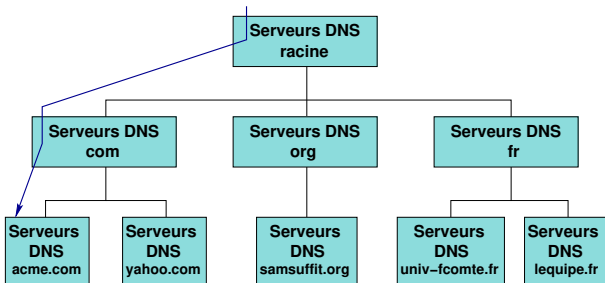 Serveurs DNS
racine
Serveurs DNS
com
Serveurs DNS
org
Serveurs DNS
fr
Serveurs
DNS
acme.com
Serveurs
DNS
yahoo.com
Serveurs
DNS
samsuffit.org
Serveurs
DNS
univ−fcomte.fr
Serveurs
DNS
lequipe.fr